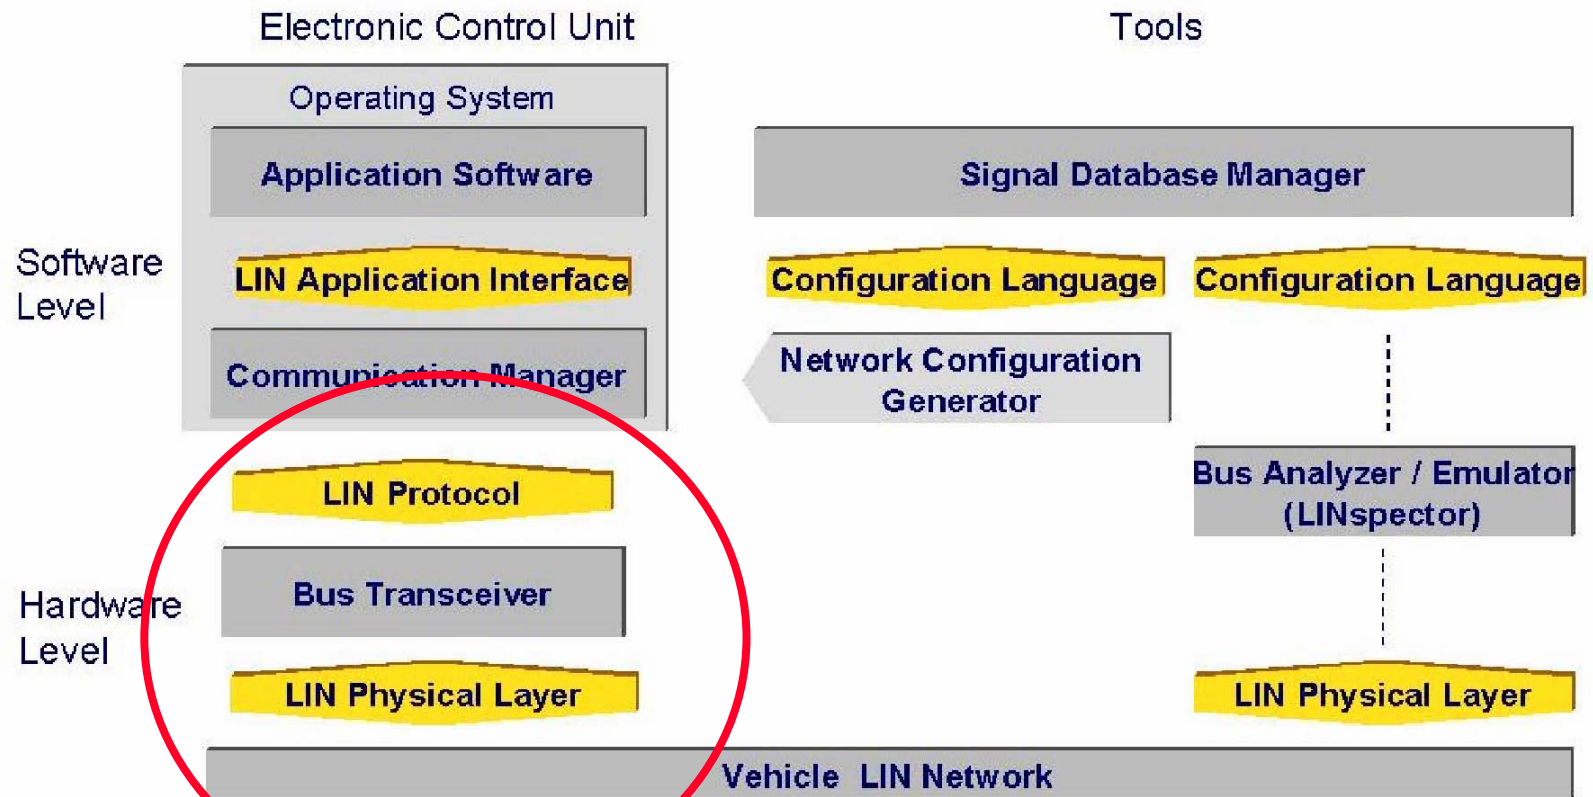 Electronic Control Unit
Tools
Operating System
Application Software
Signal Database Manager
Software
Level
LIN Application Interface
Configuration Language
Configuration Language
Communication Manager
Network Configuration
Generator
LIN Protocol
Bus Analyzer / Emulator
(LINspector)
Hardware
Level
Bus Transceiver
LIN Physical Layer
LIN Physical Layer
Vehicle LIN Network